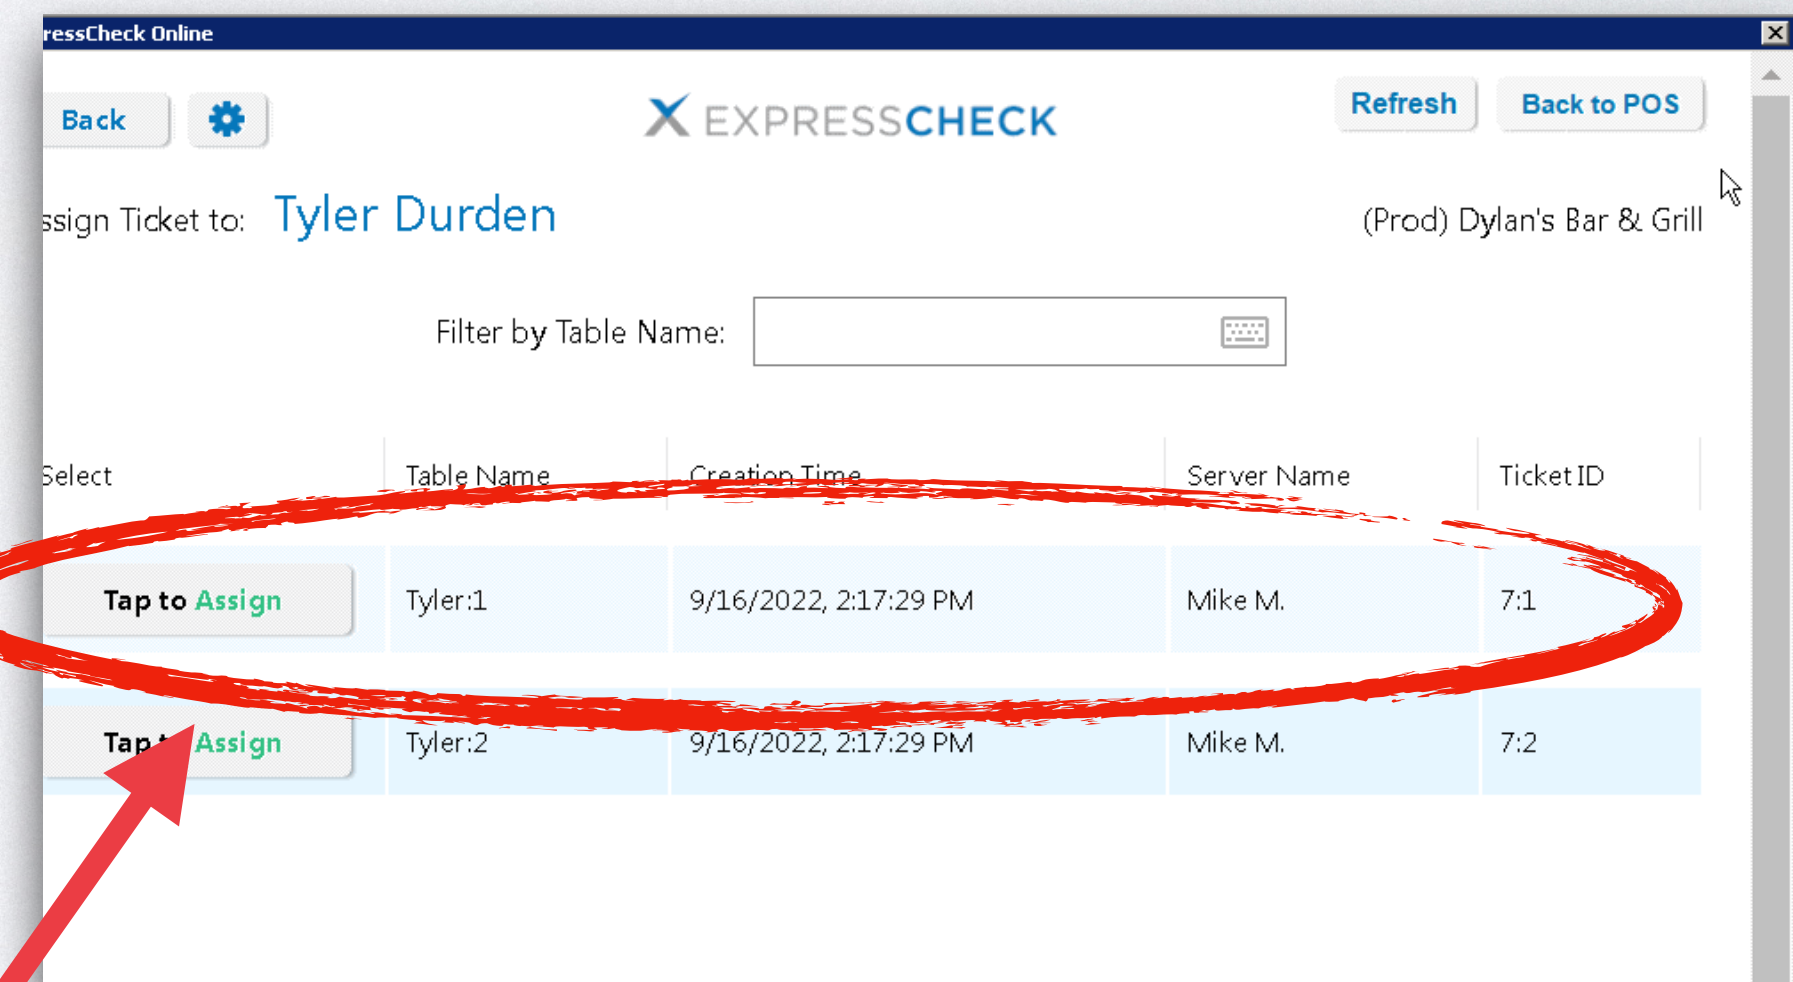 ressCheck Online
Back
EXPRESSCHECK
Refresh
Back to POS
ssign Ticket to: Tyler Durden
(Prod) Dylan's Bar & Grill
Filter by Table Name:
Select Table Name Creation Time Server Name Ticket ID
Tap to Assign Tyler:1 9/16/2022, 2:17:29 PM Mike M. 7:1
Tap to Assign Tyler:2 9/16/2022, 2:17:29 PM Mike M. 7:2